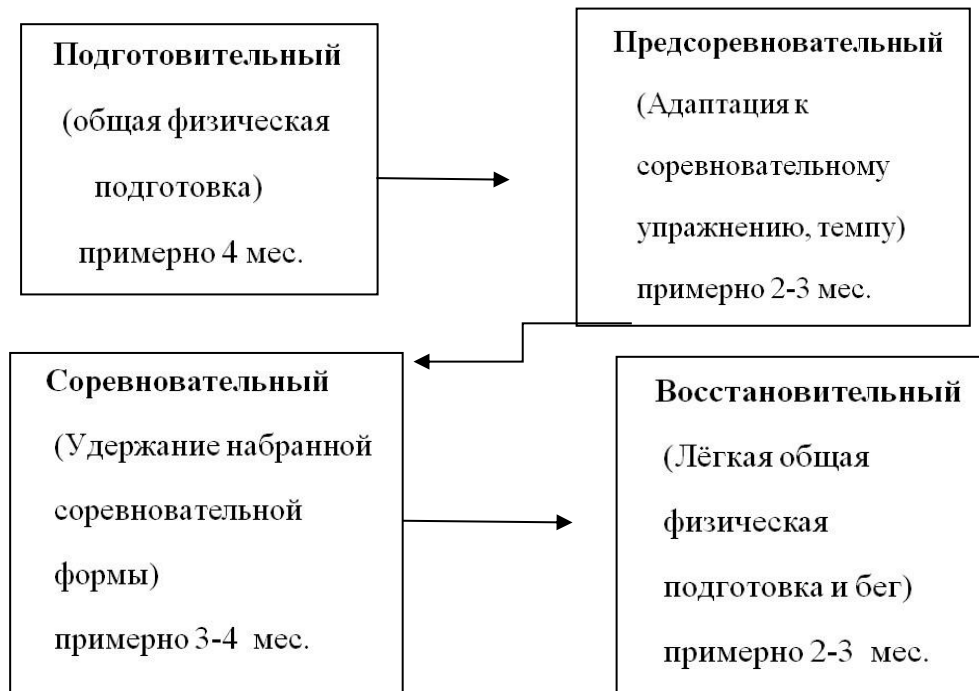 Подготовительный
(общая физическая
подготовка)
примерно 4 мес.
Предсоревновательный
(Адаптация к
соревновательному
упражнению, темпу)
примерно 2-3 мес.
Соревновательный
(Удержание набранной
соревновательной
формы)
примерно 3-4 мес.
Восстановительный
(Лёгкая общая
физическая
подготовка и бег)
примерно 2-3 мес.